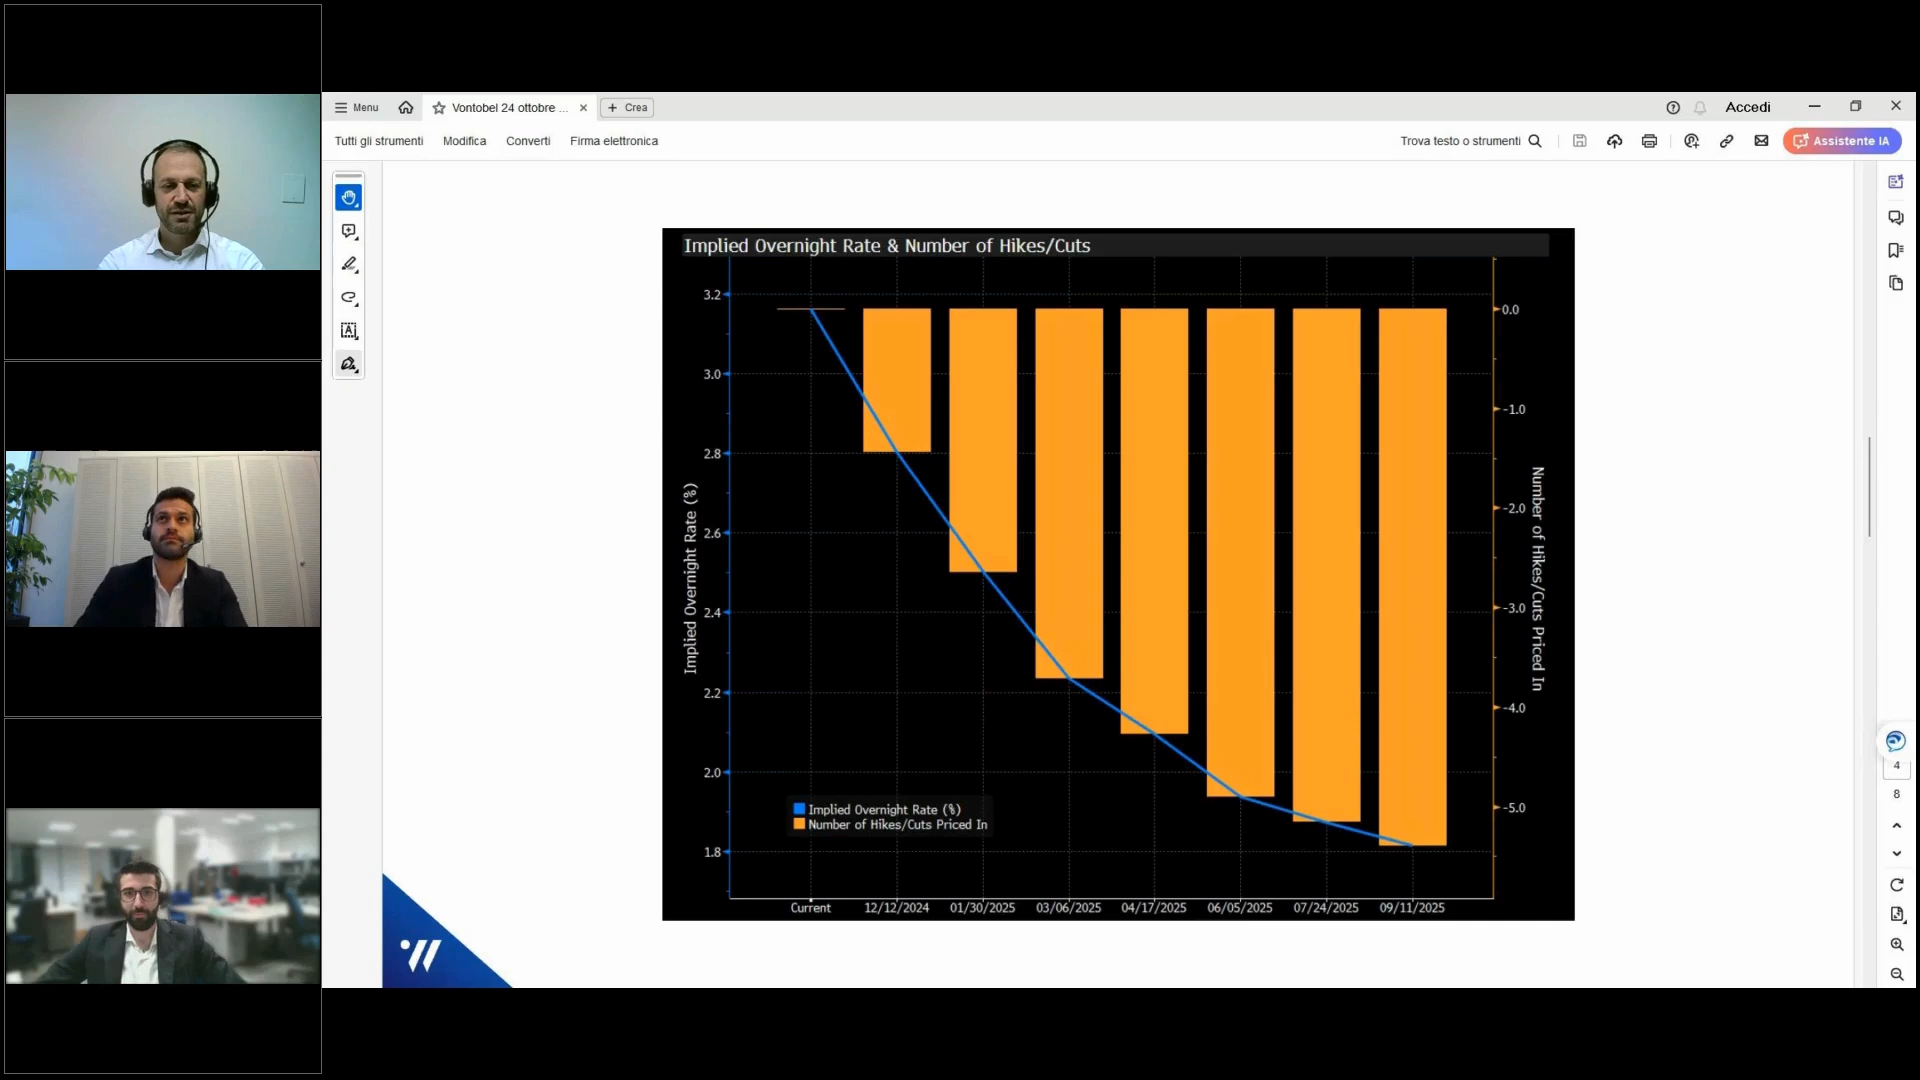 Menu
Vontobel 24 ottobre ...
Crea
Accedi
Tutti gli strumenti
Modifica
Converti
Firma elettronica
Trova testo o strumenti
Assistente IA
Implied Overnight Rate & Number of Hikes/Cuts
3.2
3.0
2.8
2.6
2.4
2.2
2.0
1.8
Implied Overnight Rate (%)
0.0
-1.0
-2.0
-3.0
-4.0
-5.0
Number of Hikes/Cuts Priced In
Implied Overnight Rate (%)
Number of Hikes/Cuts Priced In
Current
12/12/2024
01/30/2025
03/06/2025
04/17/2025
06/05/2025
07/24/2025
09/11/2025
4
8